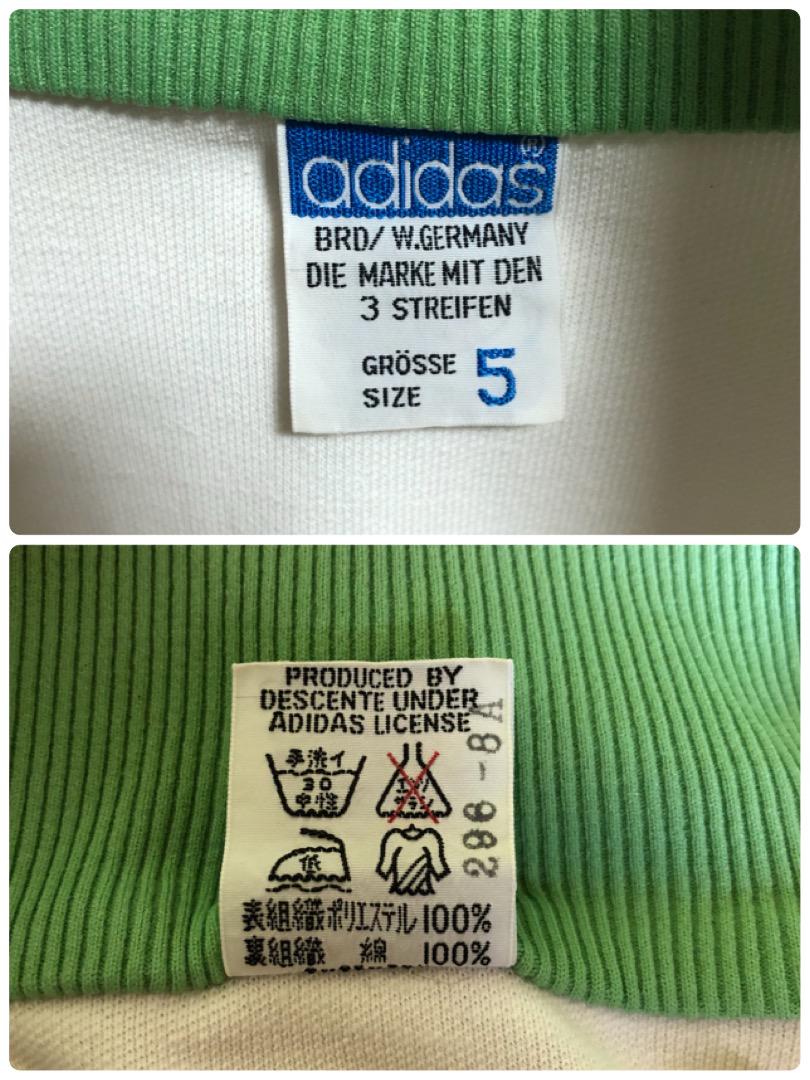 adidas®
BRD/ W.GERMANY
DIE MARKE MIT DEN
3 STREIFEN
GRÖSSE
SIZE 5
PRODUCED BY
DESCENTE UNDER
ADIDAS LICENSE
手洗イ
30
中性
低
296-8A
表組織ポリエステル100%
裏組織 綿 100%